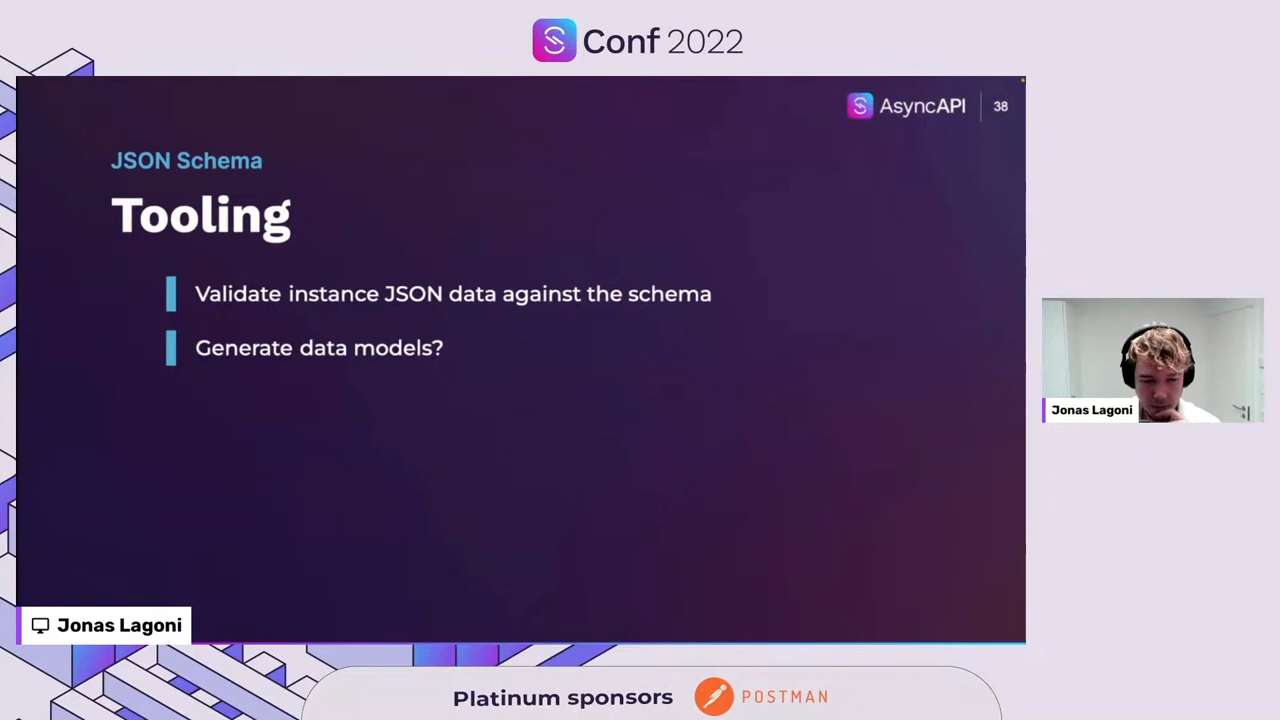 Conf 2022
AsyncAPI 38
JSON Schema
Tooling
Validate instance JSON data against the schema
Generate data models?
Jonas Lagoni
Jonas Lagoni
Platinum sponsors POSTMAN